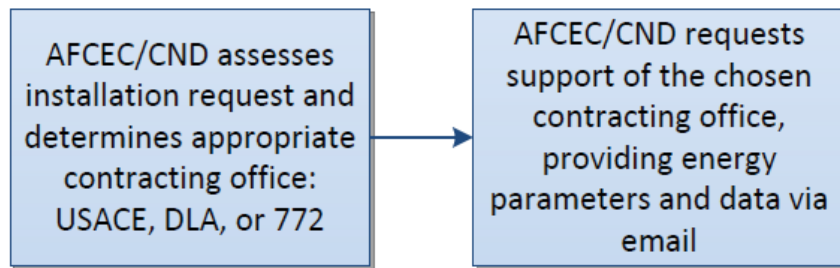 AFCEC/CND assesses
installation request and
determines appropriate
contracting office:
USACE, DLA, or 772
AFCEC/CND requests
support of the chosen
contracting office,
providing energy
parameters and data via
email